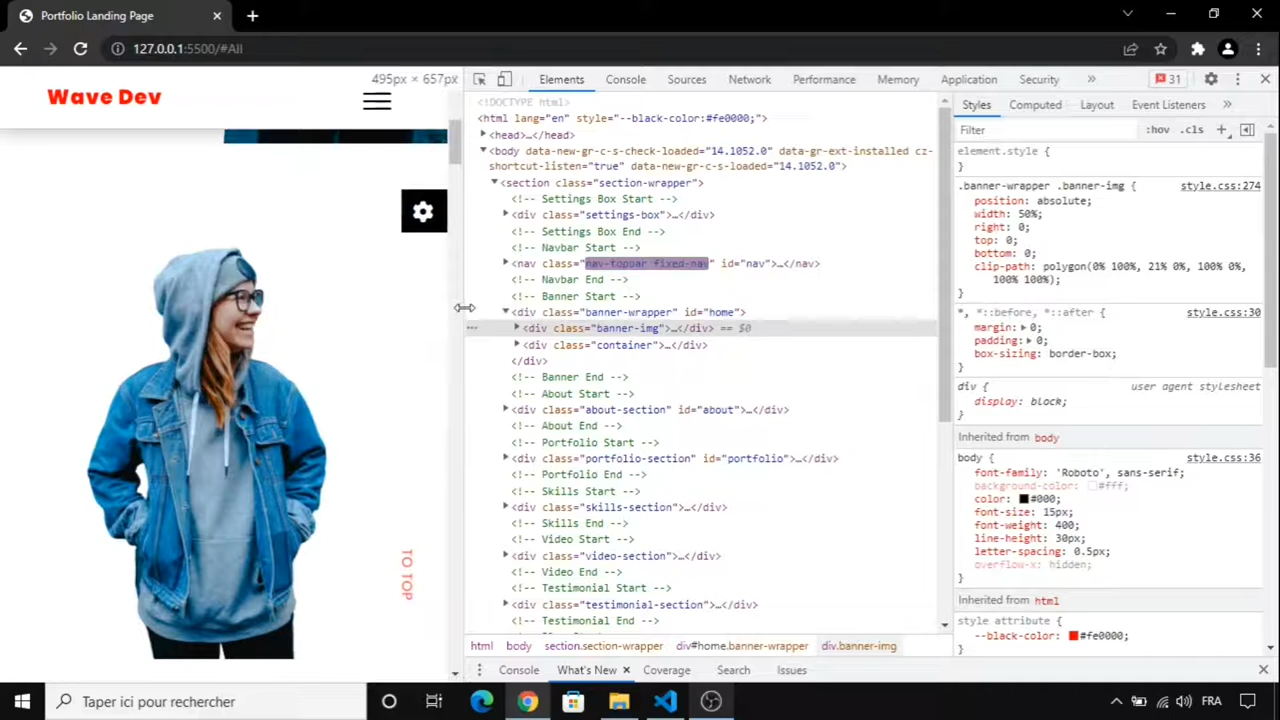 Portfolio Landing Page
127.0.0.1:5500/#All
Wave Dev
495px × 657px
TO TOP
Elements Console Sources Network Performance Memory Application Security » 31
<!DOCTYPE html>
<html lang="en" style="--black-color:#fe0000;">
<head>…</head>
<body data-new-gr-c-s-check-loaded="14.1052.0" data-gr-ext-installed cz-
shortcut-listen="true" data-new-gr-c-s-loaded="14.1052.0">
<section class="section-wrapper">
<!-- Settings Box Start -->
<div class="settings-box">…</div>
<!-- Settings Box End -->
<!-- Navbar Start -->
<nav class="nav-toppar fixed-nav" id="nav">…</nav>
<!-- Navbar End -->
<!-- Banner Start -->
<div class="banner-wrapper" id="home">
… <div class="banner-img">…</div> == $0
<div class="container">…</div>
</div>
<!-- Banner End -->
<!-- About Start -->
<div class="about-section" id="about">…</div>
<!-- About End -->
<!-- Portfolio Start -->
<div class="portfolio-section" id="portfolio">…</div>
<!-- Portfolio End -->
<!-- Skills Start -->
<div class="skills-section">…</div>
<!-- Skills End -->
<!-- Video Start -->
<div class="video-section">…</div>
<!-- Video End -->
<!-- Testimonial Start -->
<div class="testimonial-section">…</div>
<!-- Testimonial End -->
html body section.section-wrapper div#home.banner-wrapper div.banner-img
Styles Computed Layout Event Listeners »
Filter :hov .cls +
element.style {
}
.banner-wrapper .banner-img { style.css:274
position: absolute;
width: 50%;
right: 0;
top: 0;
bottom: 0;
clip-path: polygon(0% 100%, 21% 0%, 100% 0%,
100% 100%);
}
*, *::before, *::after { style.css:30
margin: 0;
padding: 0;
box-sizing: border-box;
}
div { user agent stylesheet
display: block;
}
Inherited from body
body { style.css:36
font-family: 'Roboto', sans-serif;
background-color: #fff;
color: #000;
font-size: 15px;
font-weight: 400;
line-height: 30px;
letter-spacing: 0.5px;
overflow-x: hidden;
}
Inherited from html
style attribute {
--black-color: #fe0000;
}
Console What's New Coverage Search Issues
Taper ici pour rechercher
FRA